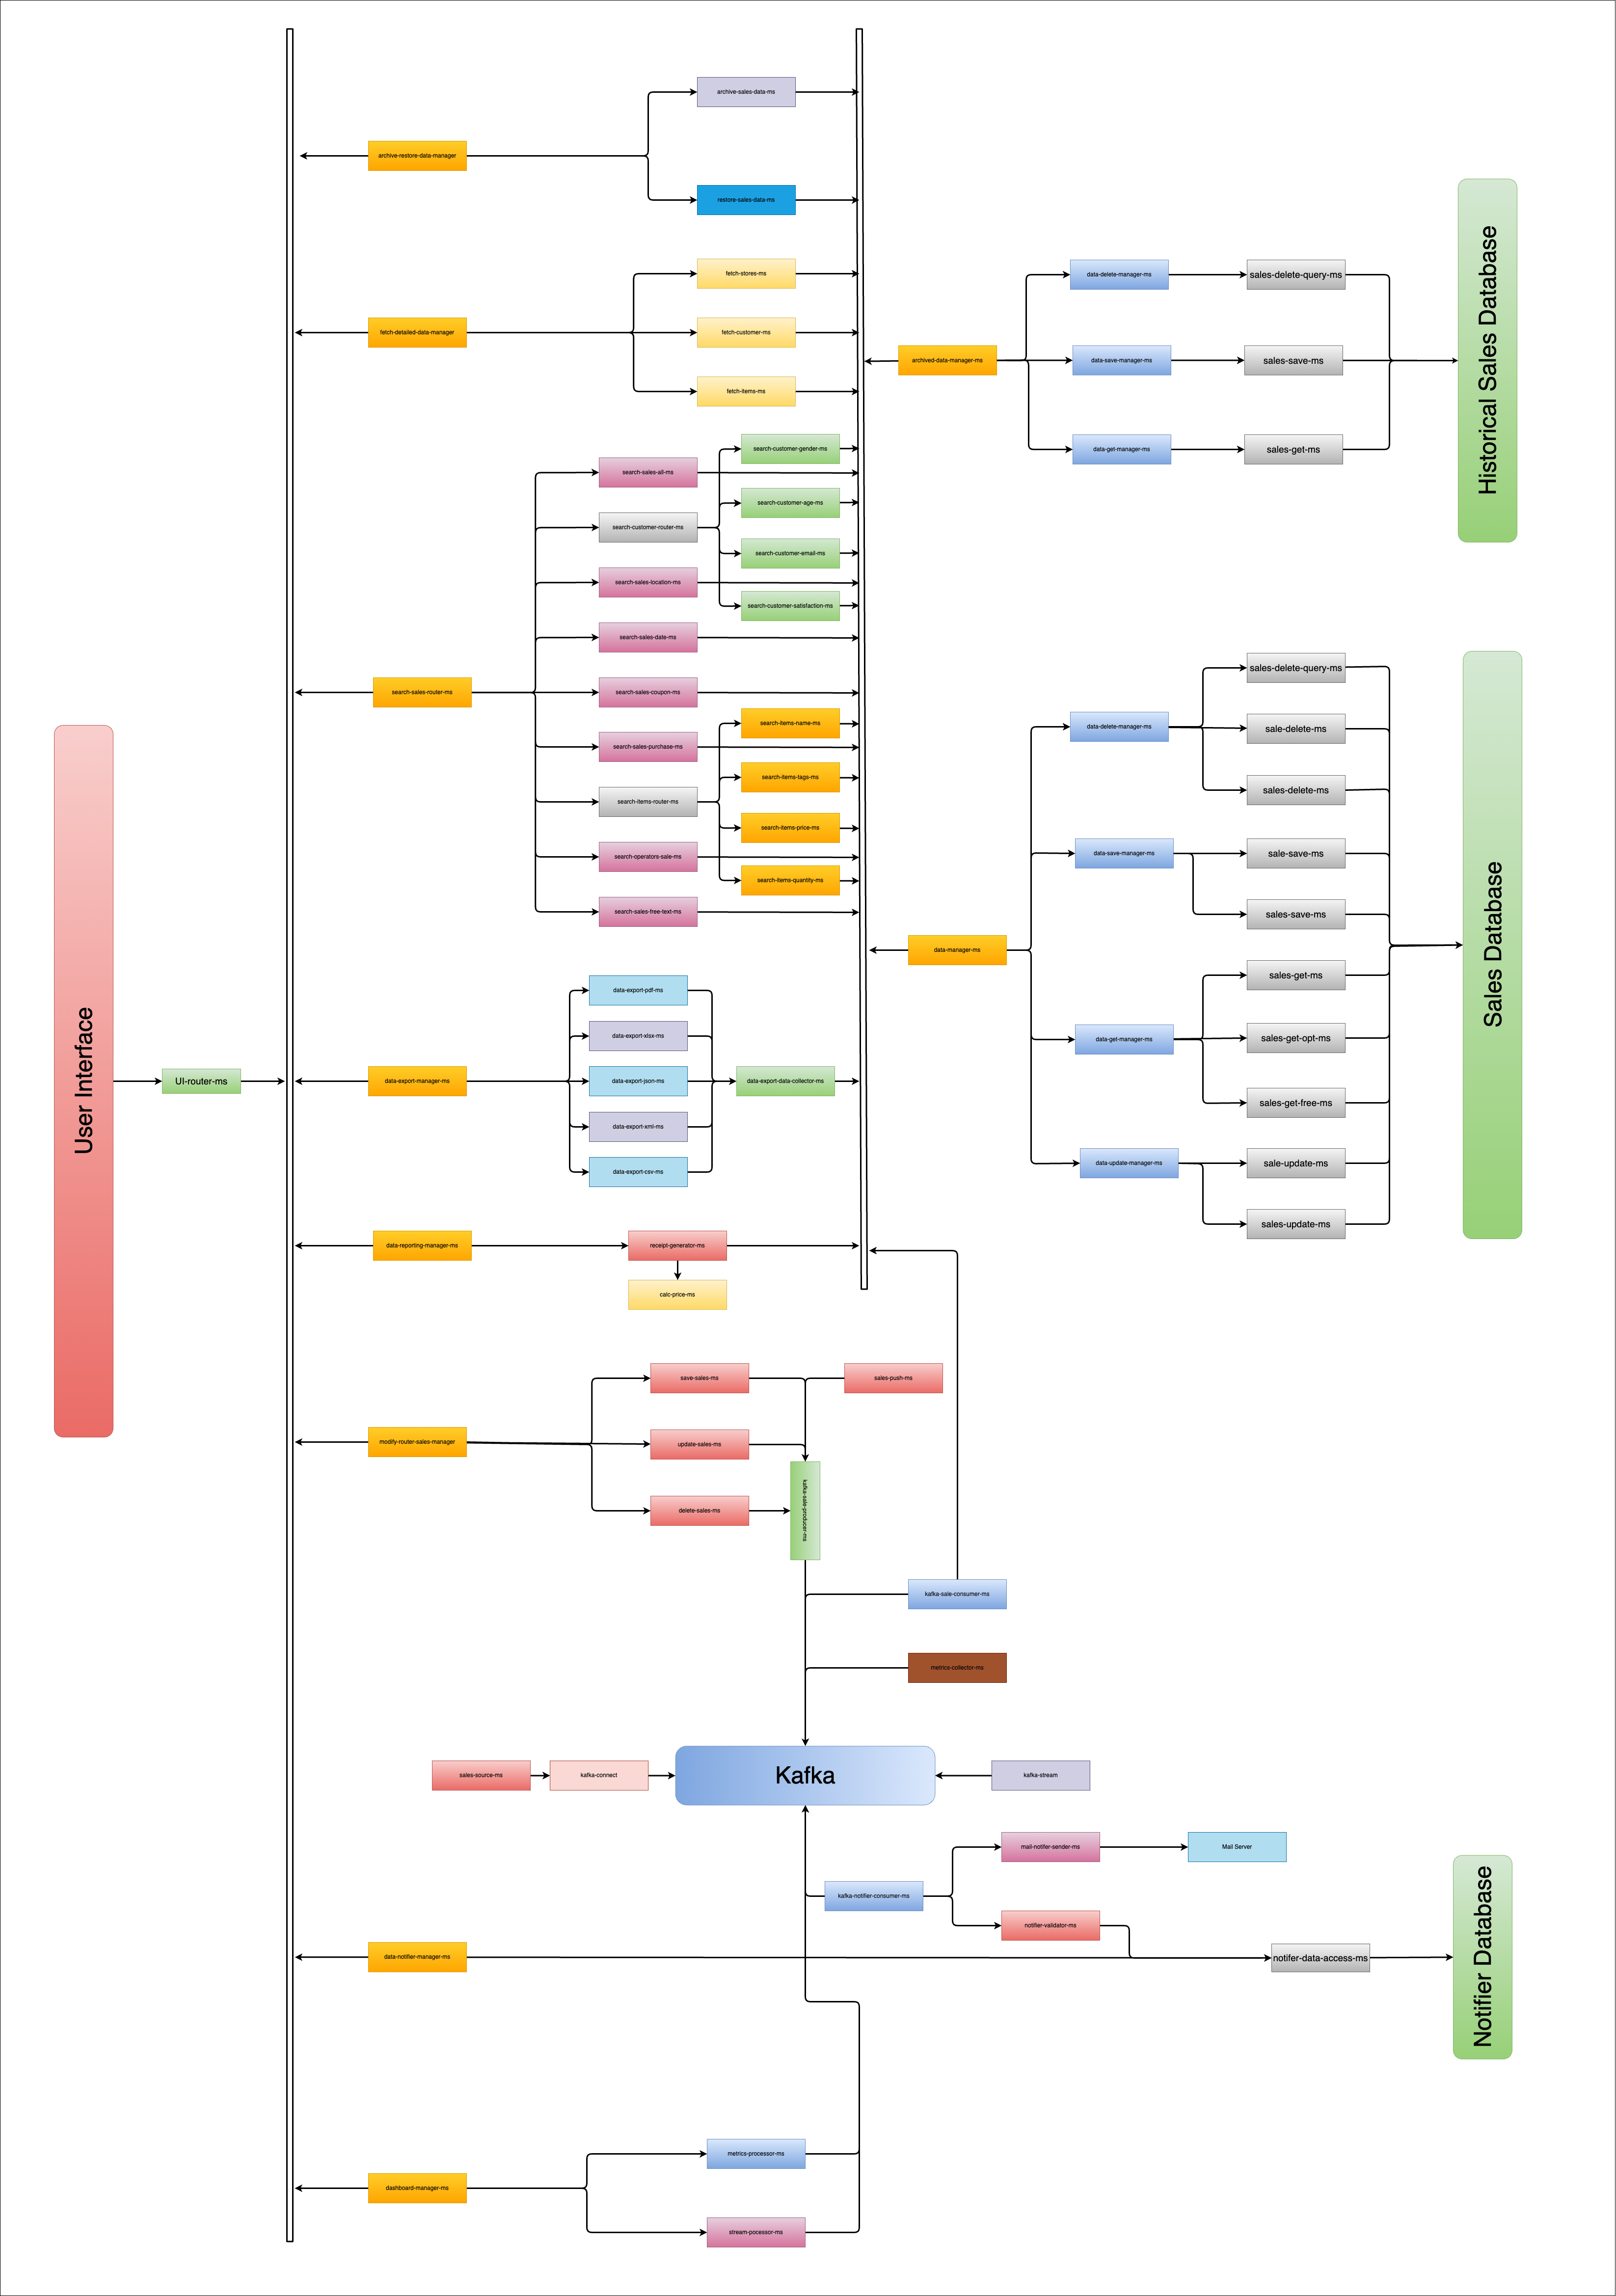 User Interface
UI-router-ms
archive-restore-data-manager
archive-sales-data-ms
restore-sales-data-ms
fetch-detailed-data-manager
fetch-stores-ms
fetch-customer-ms
fetch-items-ms
search-sales-router-ms
search-sales-all-ms
search-customer-router-ms
search-sales-location-ms
search-sales-date-ms
search-sales-coupon-ms
search-sales-purchase-ms
search-items-router-ms
search-operators-sale-ms
search-sales-free-text-ms
search-customer-gender-ms
search-customer-age-ms
search-customer-email-ms
search-customer-satisfaction-ms
search-items-name-ms
search-items-tags-ms
search-items-price-ms
search-items-quantity-ms
data-export-manager-ms
data-export-pdf-ms
data-export-xlsx-ms
data-export-json-ms
data-export-xml-ms
data-export-csv-ms
data-export-data-collector-ms
data-reporting-manager-ms
receipt-generator-ms
calc-price-ms
modify-router-sales-manager
save-sales-ms
update-sales-ms
delete-sales-ms
sales-push-ms
kafka-sale-producer-ms
kafka-sale-consumer-ms
metrics-collector-ms
sales-source-ms
kafka-connect
Kafka
kafka-stream
kafka-notifier-consumer-ms
mail-notifer-sender-ms
Mail Server
notifier-validator-ms
data-notifier-manager-ms
notifer-data-access-ms
Notifier Database
dashboard-manager-ms
metrics-processor-ms
stream-pocessor-ms
archived-data-manager-ms
data-delete-manager-ms
sales-delete-query-ms
data-save-manager-ms
sales-save-ms
data-get-manager-ms
sales-get-ms
Historical Sales Database
data-manager-ms
data-delete-manager-ms
sales-delete-query-ms
sale-delete-ms
sales-delete-ms
data-save-manager-ms
sale-save-ms
sales-save-ms
data-get-manager-ms
sales-get-ms
sales-get-opt-ms
sales-get-free-ms
data-update-manager-ms
sale-update-ms
sales-update-ms
Sales Database